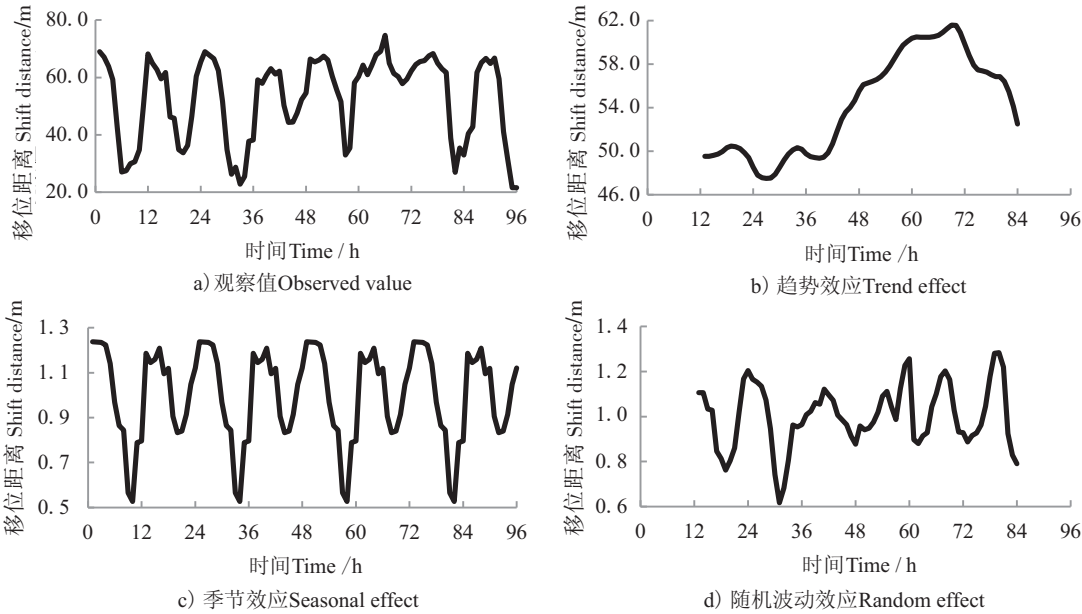 移位距离 Shift distance/m
80. 0
60. 0
40. 0
20. 0
0 12 24 36 48 60 72 84 96
时间Time / h
a) 观察值Observed value
移位距离 Shift distance/m
62. 0
58. 0
54. 0
50. 0
46. 0
0 12 24 36 48 60 72 84 96
时间Time /h
b) 趋势效应Trend effect
移位距离 Shift distance/m
1. 3
1. 1
0. 9
0. 7
0. 5
0 12 24 36 48 60 72 84 96
时间Time /h
c) 季节效应Seasonal effect
移位距离 Shift distance/m
1. 4
1. 2
1. 0
0. 8
0. 6
0 12 24 36 48 60 72 84 96
时间Time /h
d) 随机波动效应Random effect